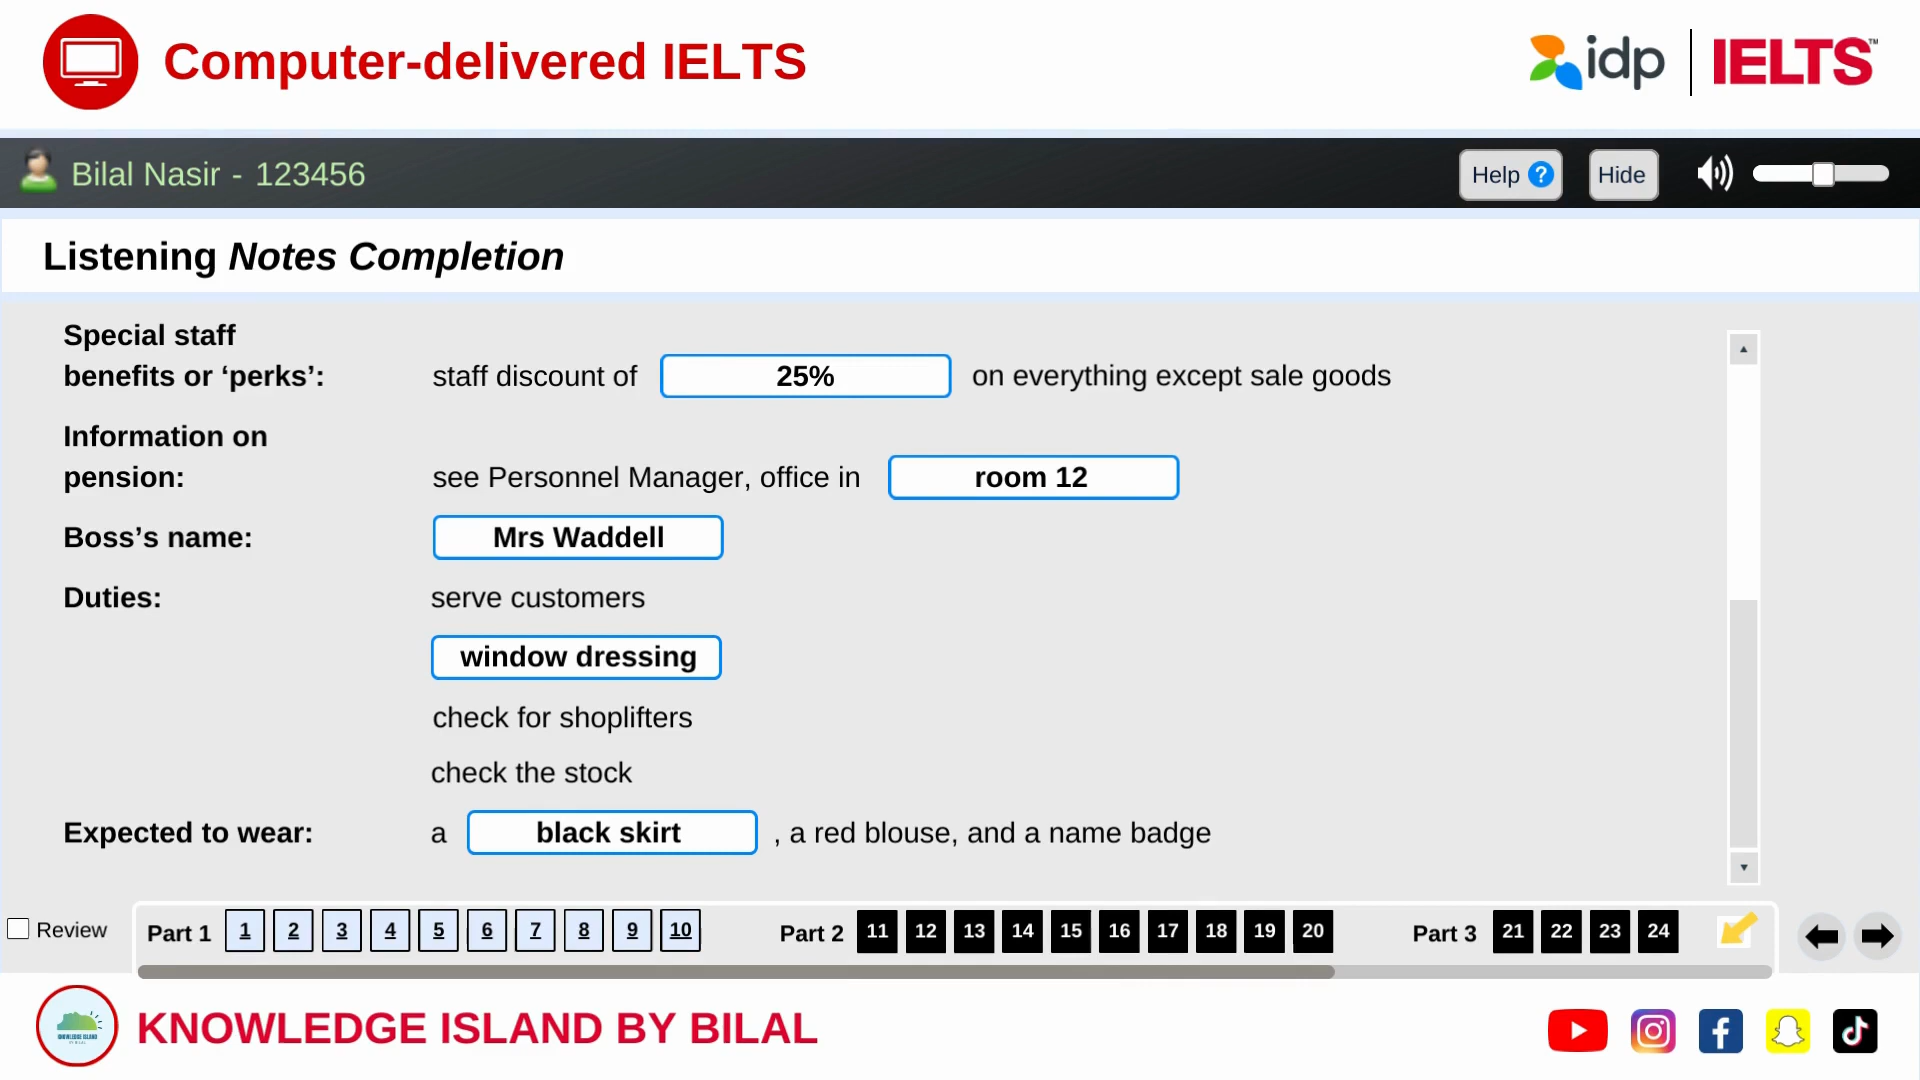 Computer-delivered IELTS
idp
IELTS™
Bilal Nasir - 123456
Help ?
Hide
Listening Notes Completion
Special staff
benefits or ‘perks’: staff discount of 25% on everything except sale goods
Information on
pension: see Personnel Manager, office in room 12
Boss’s name: Mrs Waddell
Duties: serve customers
window dressing
check for shoplifters
check the stock
Expected to wear: a black skirt , a red blouse, and a name badge
Review
Part 1 1 2 3 4 5 6 7 8 9 10
Part 2 11 12 13 14 15 16 17 18 19 20
Part 3 21 22 23 24
KNOWLEDGE ISLAND
BY BILAL
KNOWLEDGE ISLAND BY BILAL